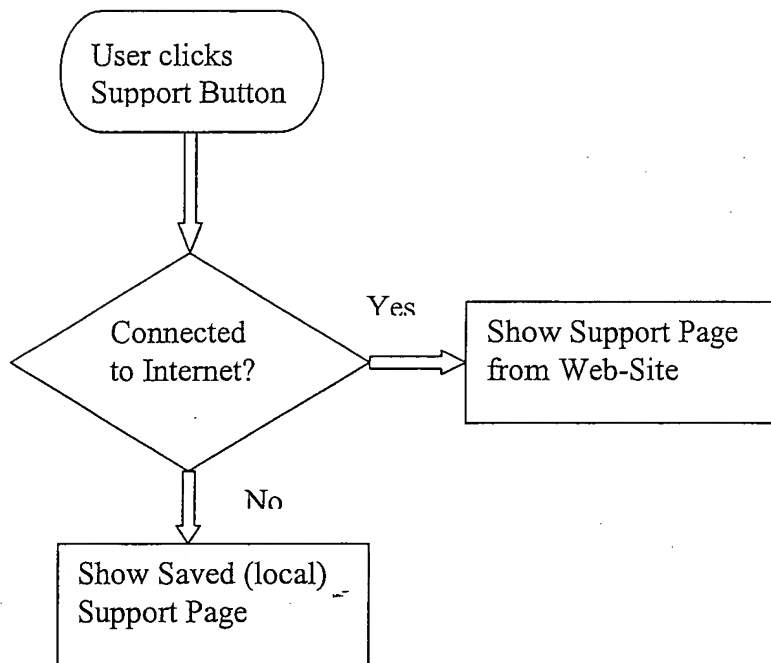 User clicks
Support Button
Connected
to Internet?
Yes
Show Support Page
from Web-Site
No
Show Saved (local)
Support Page